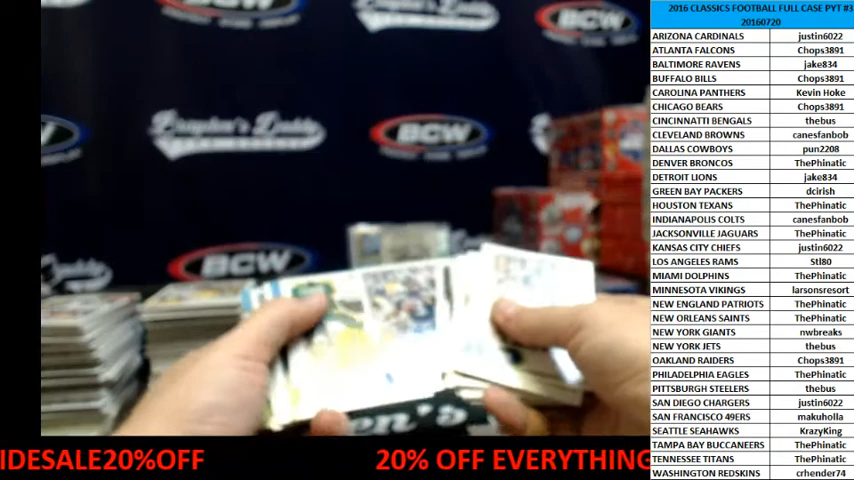 2016 CLASSICS FOOTBALL FULL CASE PYT #3
20160720
ARIZONA CARDINALS justin6022
ATLANTA FALCONS Chops3891
BALTIMORE RAVENS jake834
BUFFALO BILLS Chops3891
CAROLINA PANTHERS Kevin Hoke
CHICAGO BEARS Chops3891
CINCINNATI BENGALS thebus
CLEVELAND BROWNS canesfanbob
DALLAS COWBOYS pun2208
DENVER BRONCOS ThePhinatic
DETROIT LIONS jake834
GREEN BAY PACKERS dcirish
HOUSTON TEXANS ThePhinatic
INDIANAPOLIS COLTS canesfanbob
JACKSONVILLE JAGUARS ThePhinatic
KANSAS CITY CHIEFS justin6022
LOS ANGELES RAMS Stl80
MIAMI DOLPHINS ThePhinatic
MINNESOTA VIKINGS larsonsresort
NEW ENGLAND PATRIOTS ThePhinatic
NEW ORLEANS SAINTS ThePhinatic
NEW YORK GIANTS nwbreaks
NEW YORK JETS thebus
OAKLAND RAIDERS Chops3891
PHILADELPHIA EAGLES ThePhinatic
PITTSBURGH STEELERS thebus
SAN DIEGO CHARGERS justin6022
SAN FRANCISCO 49ERS makuholla
SEATTLE SEAHAWKS KrazyKing
TAMPA BAY BUCCANEERS ThePhinatic
TENNESSEE TITANS ThePhinatic
WASHINGTON REDSKINS crhender74
BCW
Brayden's Daddy
BCW
BCW
en's
IDESALE20%OFF 20% OFF EVERYTHING